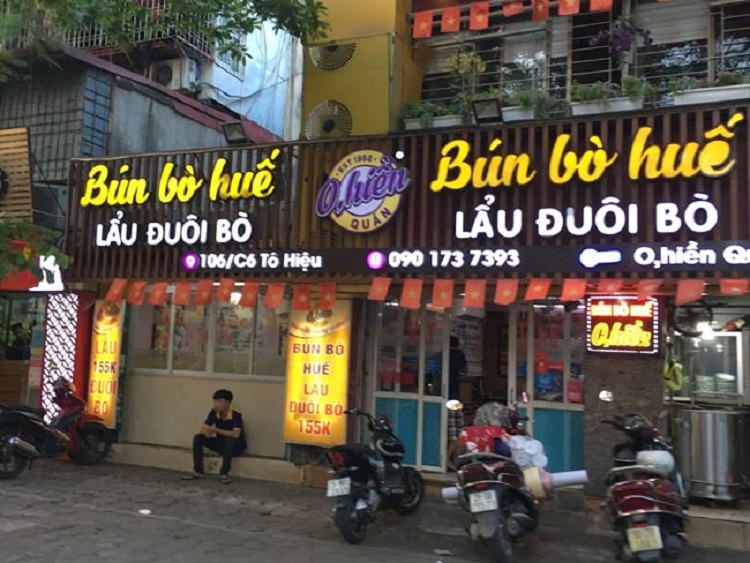 Bún bò huế
LẨU ĐUÔI BÒ
106/C6 Tô Hiệu
EST 1980
O,hiền
QUÁN
Bún bò huế
LẨU ĐUÔI BÒ
090 173 7393
O,hiền Qu
LẨU
155K
ĐUÔI
BÒ
BÚN BÒ
HUẾ
LẨU
ĐUÔI BÒ
155K
BÚN BÒ HUẾ
O,hiền